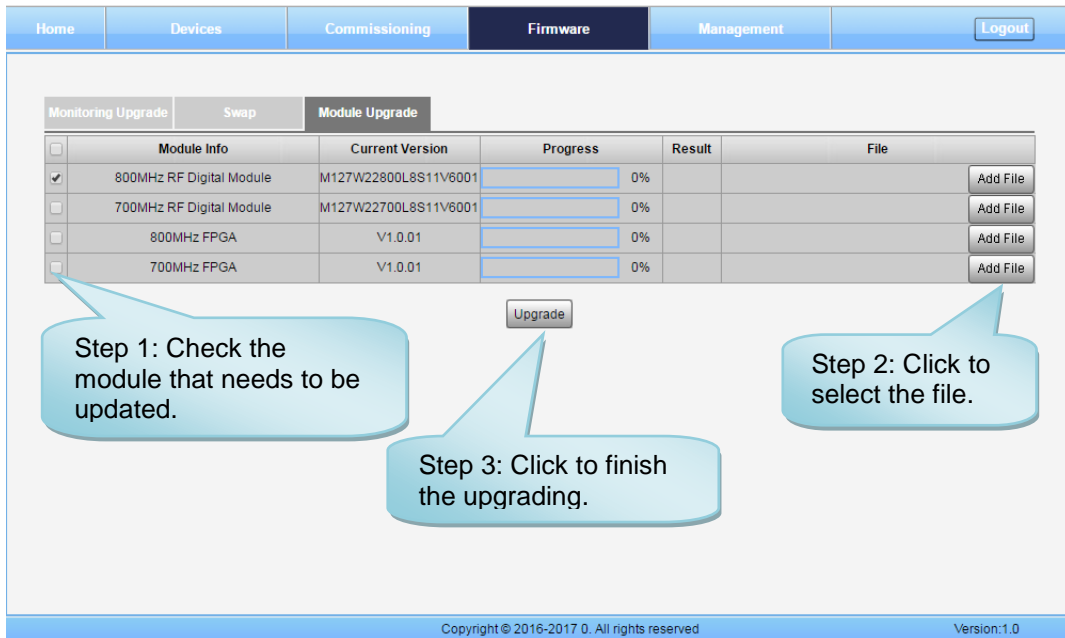 Home Devices Commissioning Firmware Management Logout
Monitoring Upgrade Swap Module Upgrade
Module Info Current Version Progress Result File
800MHz RF Digital Module M127W22800L8S11V6001 0% Add File
700MHz RF Digital Module M127W22700L8S11V6001 0% Add File
800MHz FPGA V1.0.01 0% Add File
700MHz FPGA V1.0.01 0% Add File
Upgrade
Step 1: Check the
module that needs to be
updated.
Step 2: Click to
select the file.
Step 3: Click to finish
the upgrading.
Copyright © 2016-2017 0. All rights reserved Version:1.0